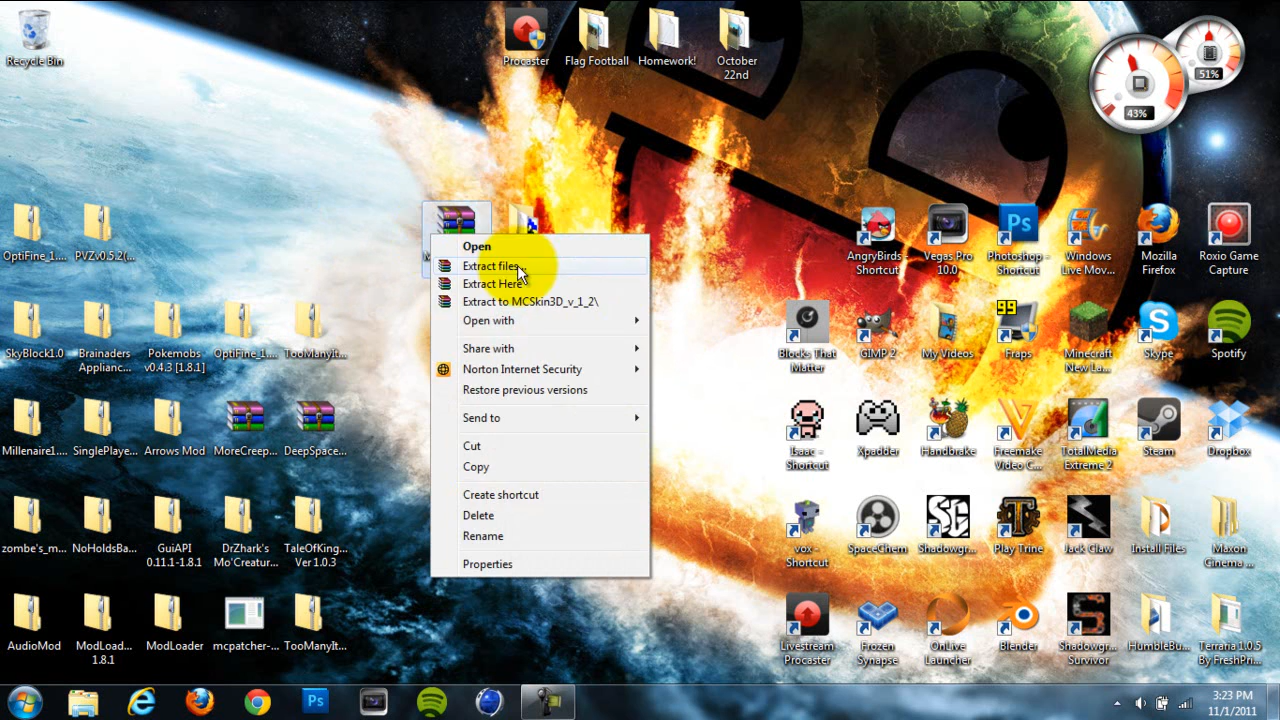 Recycle Bin
Procaster
Flag Football
Homework!
October
22nd
51%
43%
OptiFine_1....
PVZv0.5.2(...
AngryBirds -
Shortcut
Vegas Pro
10.0
Ps
Photoshop -
Shortcut
Windows
Live Mov...
Mozilla
Firefox
Roxio Game
Capture
Open
Extract files...
Extract Here
Extract to MCSkin3D_v_1_2\
Open with
Share with
Norton Internet Security
Restore previous versions
Send to
Cut
Copy
Create shortcut
Delete
Rename
Properties
SkyBlock1.0
Brainaders
Applianc...
Pokemobs
v0.4.3 [1.8.1]
OptiFine_1....
TooManyIt...
Blocks That
Matter
GIMP 2
My Videos
99
Fraps
Minecraft
New La...
Skype
Spotify
Millenaire1....
SinglePlaye...
Arrows Mod
MoreCreep...
DeepSpace...
Isaac -
Shortcut
Xpadder
Handbrake
Freemake
Video C...
TotalMedia
Extreme 2
Steam
Dropbox
zombe's_m...
NoHoldsBa...
GuiAPI
0.11.1-1.8.1
DrZhark's
Mo'Creatur...
TaleOfKing...
Ver 1.0.3
vox -
Shortcut
SpaceChem
SG
Shadowgr...
Play Trine
Jack Claw
Install Files
Maxon
Cinema ...
AudioMod
ModLoad...
1.8.1
ModLoader
mcpatcher-...
TooManyIt...
Livestream
Procaster
Frozen
Synapse
OnLive
Launcher
Blender
Shadowgr...
Survivor
HumbleBu...
Terraria 1.0.5
By FreshPri...
Ps
3:23 PM
11/1/2011